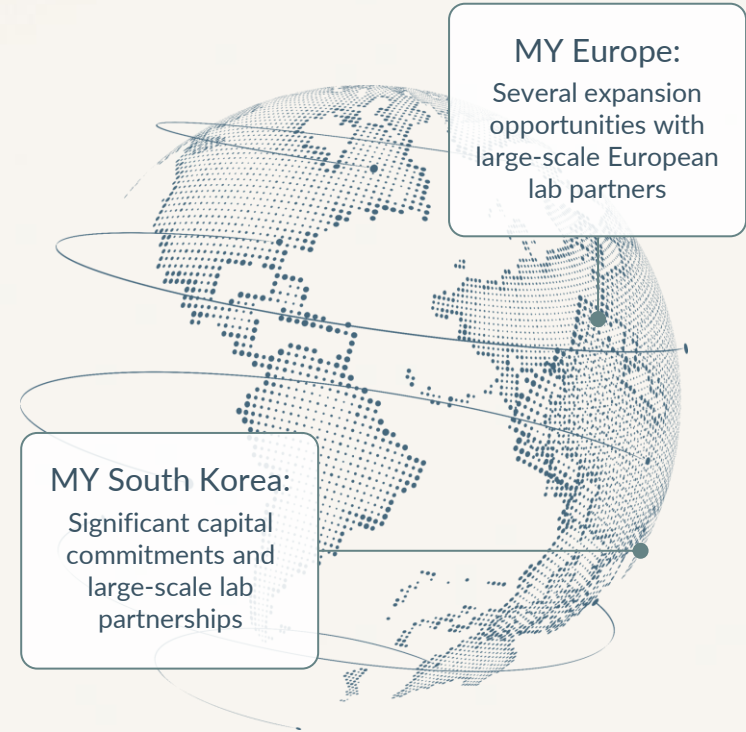 MY Europe:
Several expansion
opportunities with
large-scale European
lab partners
MY South Korea:
Significant capital
commitments and
large-scale lab
partnerships